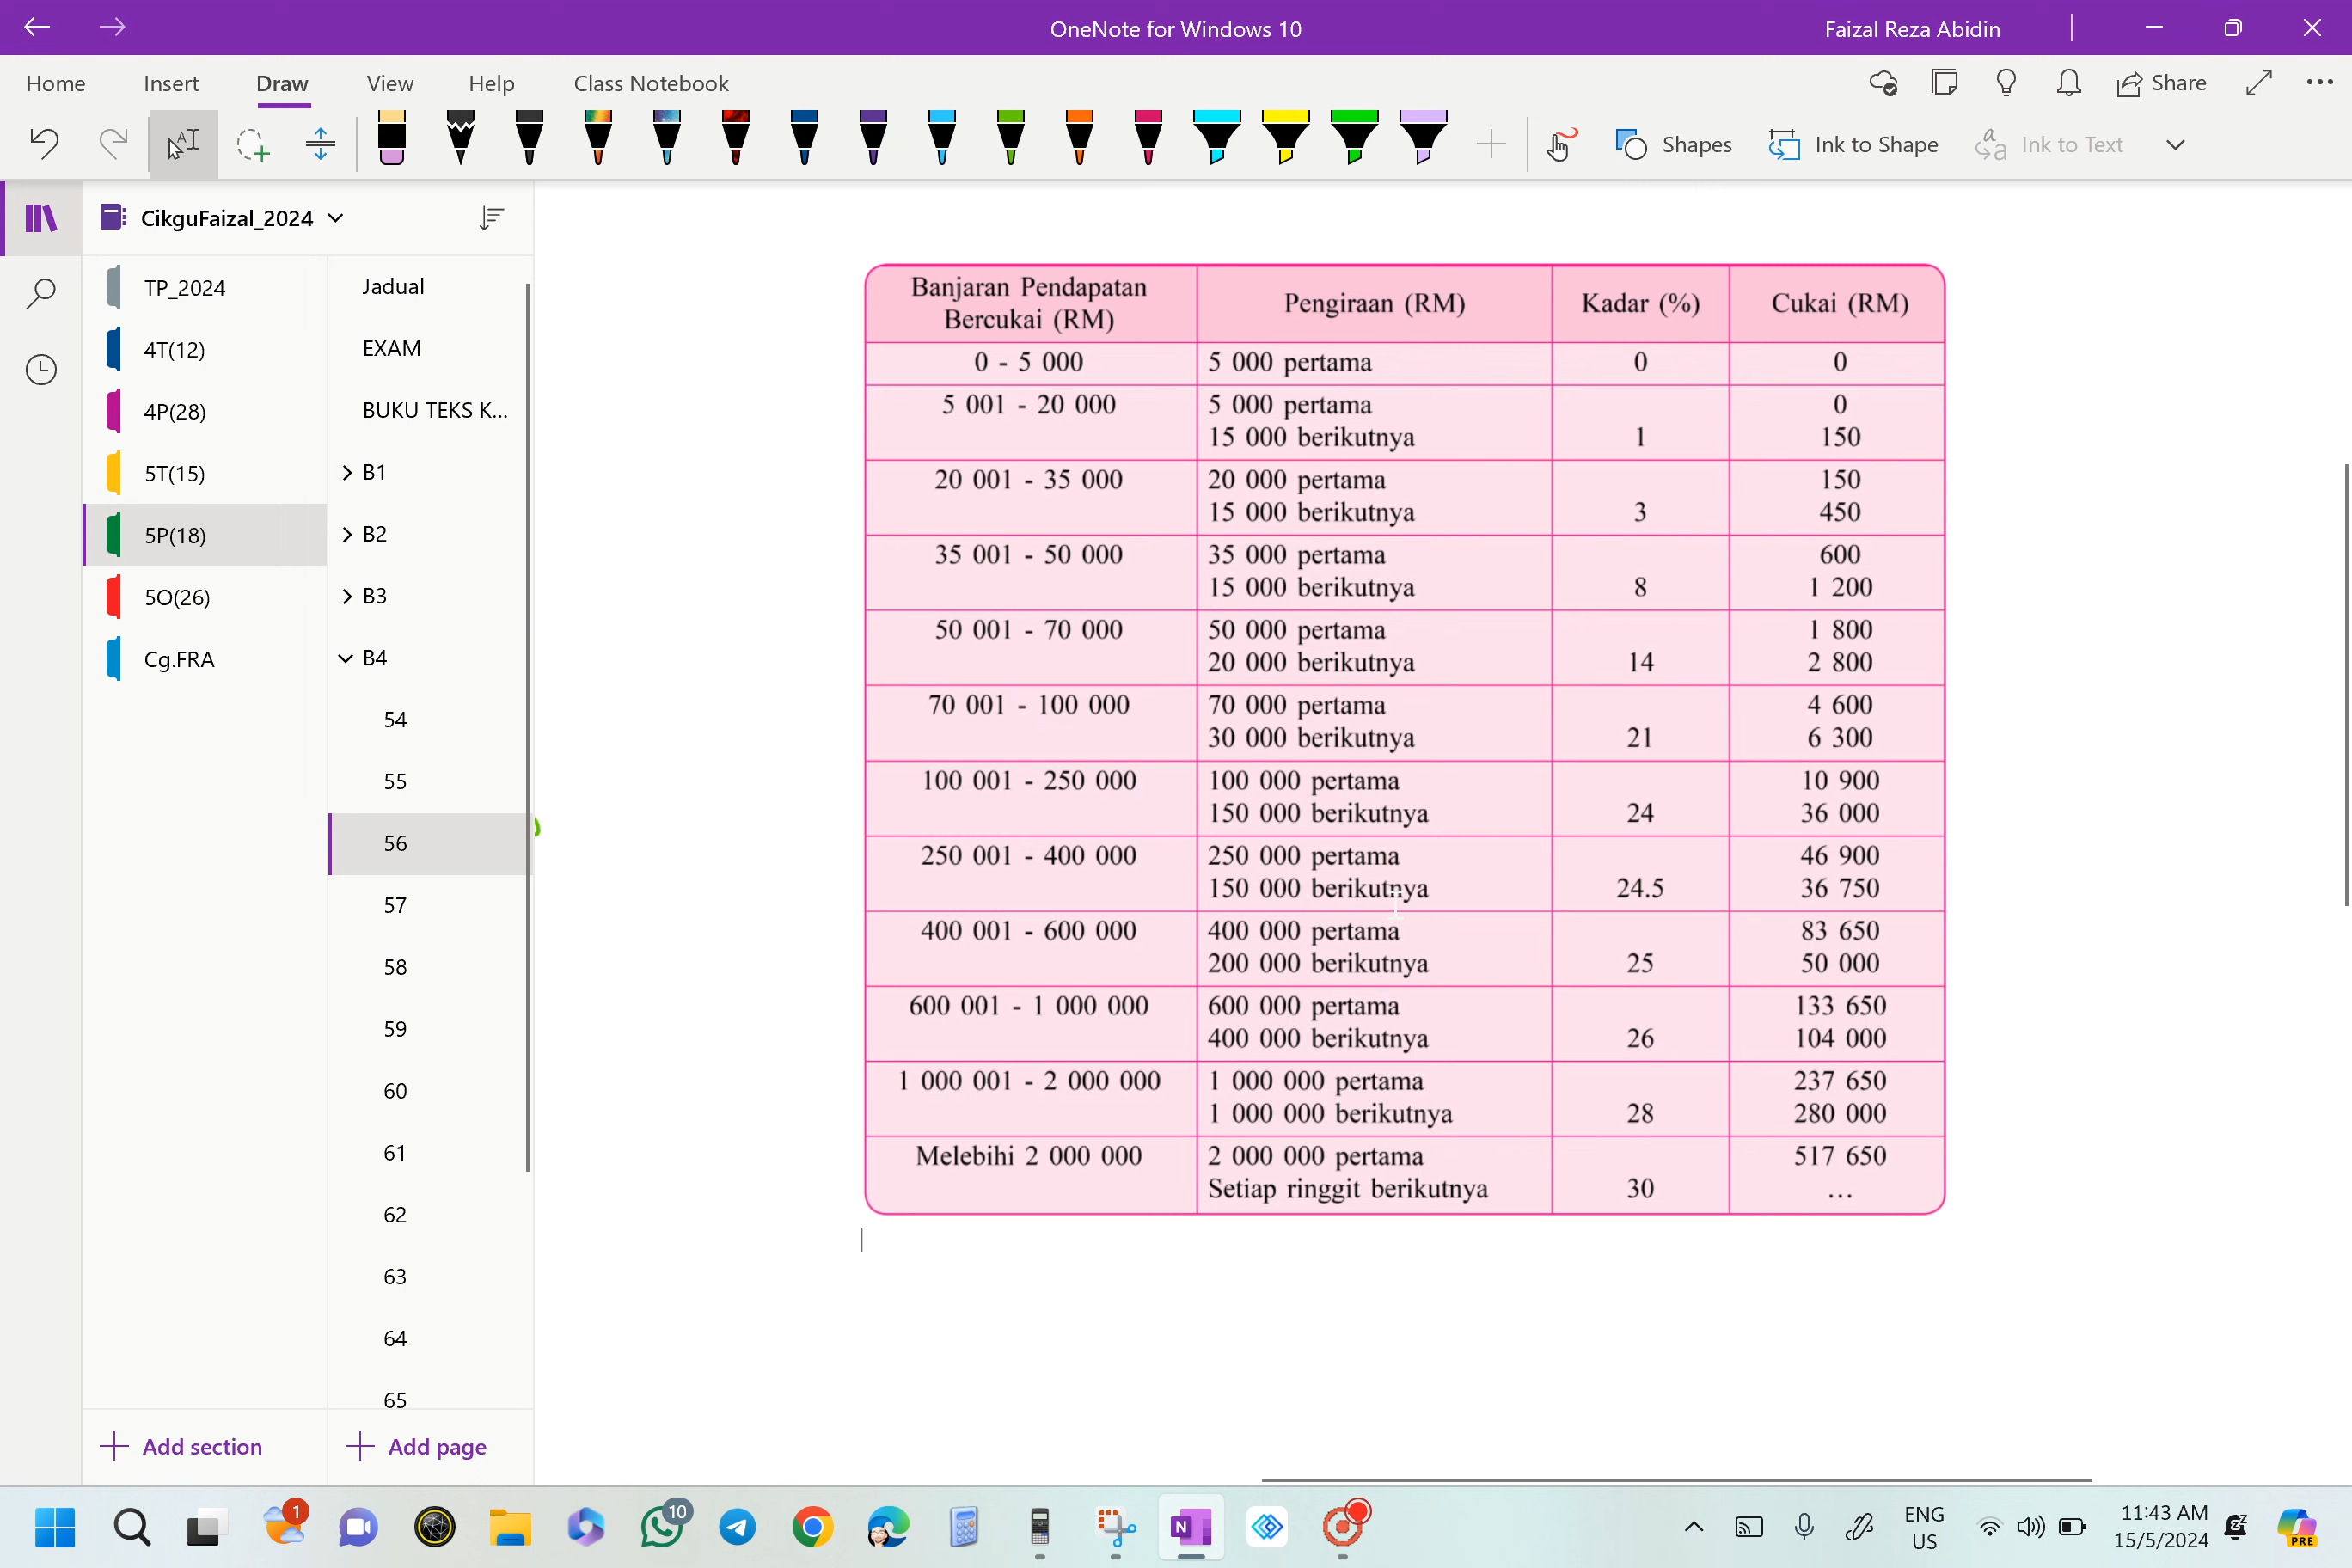 OneNote for Windows 10
Faizal Reza Abidin
Home Insert Draw View Help Class Notebook
Share
Shapes Ink to Shape Ink to Text
CikguFaizal_2024
TP_2024
4T(12)
4P(28)
5T(15)
5P(18)
5O(26)
Cg.FRA
Jadual
EXAM
BUKU TEKS K...
B1
B2
B3
B4
54
55
56
57
58
59
60
61
62
63
64
65
Add section
Add page
Banjaran Pendapatan
Bercukai (RM)
Pengiraan (RM)
Kadar (%)
Cukai (RM)
0 - 5 000 5 000 pertama 0 0
5 001 - 20 000 5 000 pertama 0
15 000 berikutnya 1 150
20 001 - 35 000 20 000 pertama 150
15 000 berikutnya 3 450
35 001 - 50 000 35 000 pertama 600
15 000 berikutnya 8 1 200
50 001 - 70 000 50 000 pertama 1 800
20 000 berikutnya 14 2 800
70 001 - 100 000 70 000 pertama 4 600
30 000 berikutnya 21 6 300
100 001 - 250 000 100 000 pertama 10 900
150 000 berikutnya 24 36 000
250 001 - 400 000 250 000 pertama 46 900
150 000 berikutnya 24.5 36 750
400 001 - 600 000 400 000 pertama 83 650
200 000 berikutnya 25 50 000
600 001 - 1 000 000 600 000 pertama 133 650
400 000 berikutnya 26 104 000
1 000 001 - 2 000 000 1 000 000 pertama 237 650
1 000 000 berikutnya 28 280 000
Melebihi 2 000 000 2 000 000 pertama 517 650
Setiap ringgit berikutnya 30 ...
1
10
N
ENG
US
11:43 AM
15/5/2024
PRE